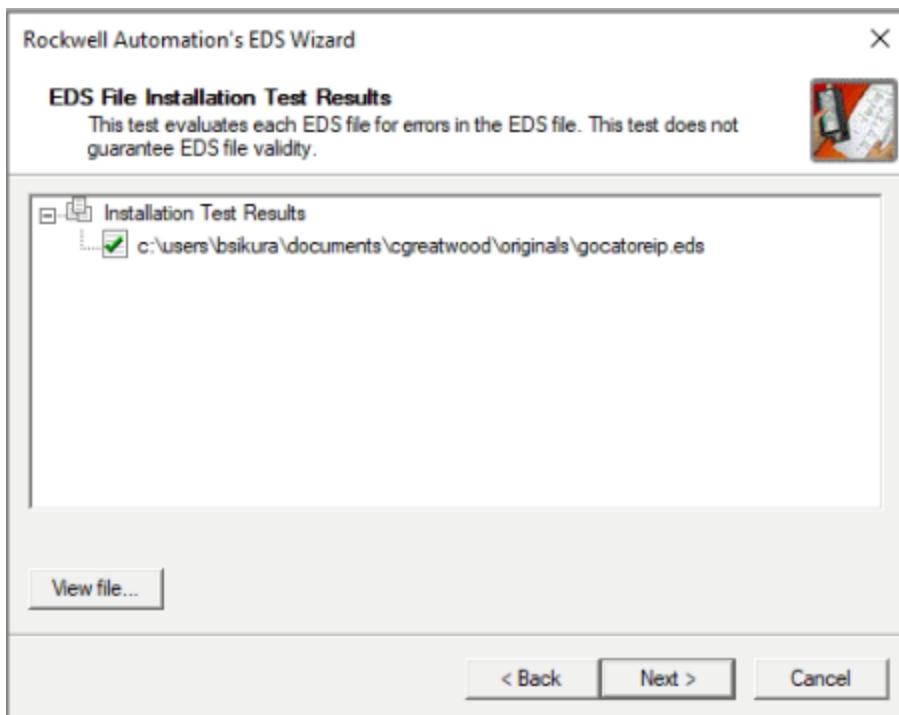 Rockwell Automation's EDS Wizard
EDS File Installation Test Results
This test evaluates each EDS file for errors in the EDS file. This test does not
guarantee EDS file validity.
Installation Test Results
c:\users\bsikura\documents\cgreatwood\originals\gocatoreip.eds
View file...
< Back
Next >
Cancel